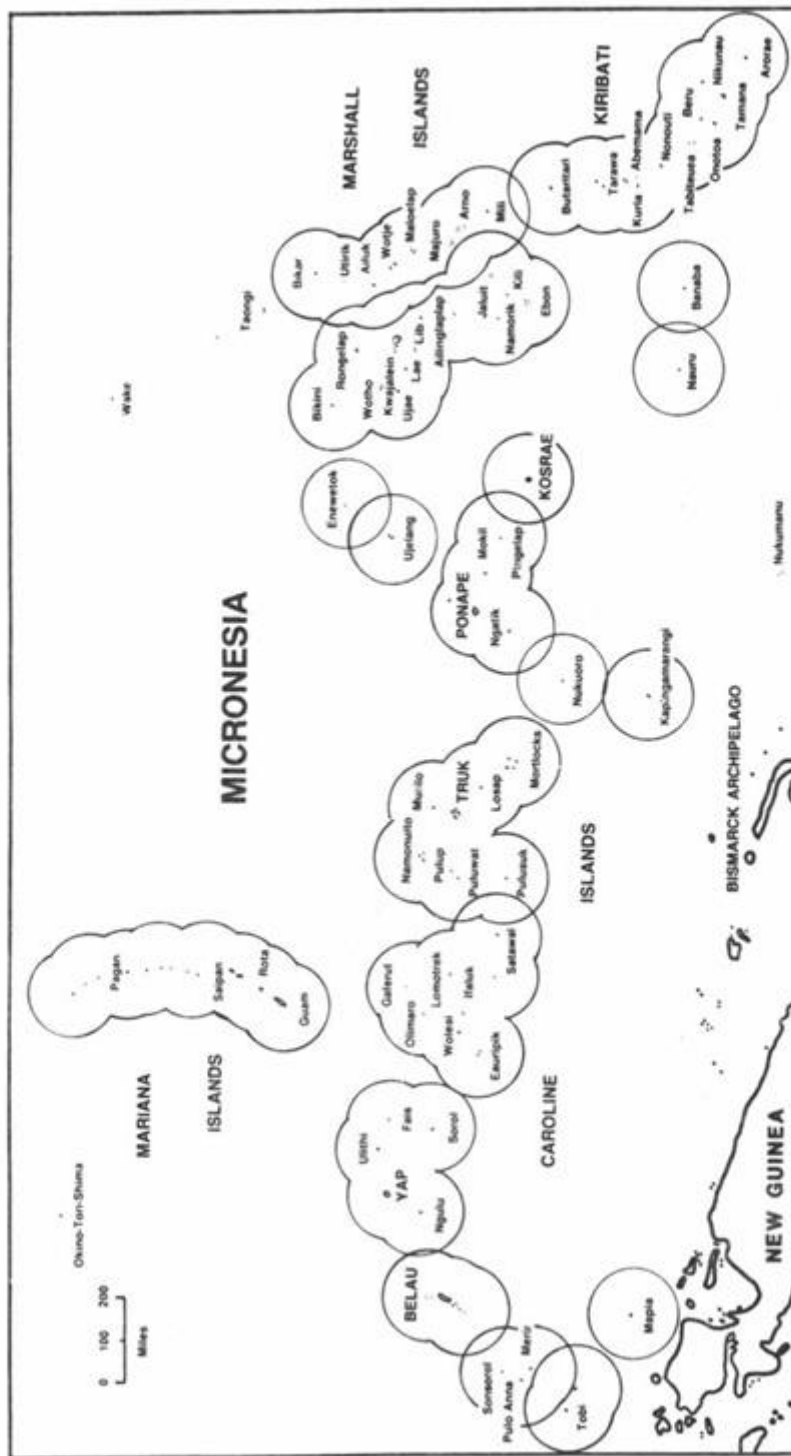 MICRONESIA
Okino-Tori-Shima
0 100 200
Miles
MARIANA
ISLANDS
Pagan
Saipan
Rota
Guam
Wake
Taongi
MARSHALL
ISLANDS
Bikar
Utirik
Ailuk
Wotje
Maloelap
Majuro
Arno
Mili
Bikini
Rongelap
Wotho
Kwajalein
Ujae
Lae
Lib
Ailinglaplap
Jaluit
Kili
Namorik
Ebon
Enewetok
Ujelang
KIRIBATI
Butaritari
Tarawa
Abemama
Kuria
Nonouti
Tabiteuea
Beru
Onotoa
Nikunau
Tamana
Arorae
Nauru
Banaba
KOSRAE
PONAPE
Mokil
Ngatik
Pingelap
Nukuoro
Kapingamarangi
Nukumanu
Namonuito
Murilo
Pulup
TRUK
Puluwat
Losap
Pulusuk
Mortlocks
CAROLINE
ISLANDS
Gaferut
Olimaro
Lomotrek
Woleai
Ifaluk
Eauripik
Satawal
Ulithi
YAP
Fais
Ngulu
Sorol
BELAU
Sonsorol
Merir
Pulo Anna
Tobi
Mapia
NEW GUINEA
BISMARCK ARCHIPELAGO